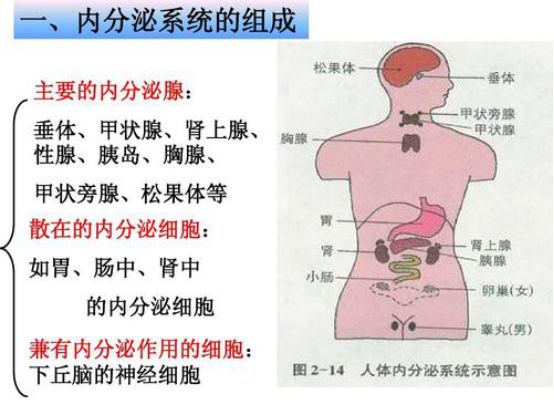 一、内分泌系统的组成
主要的内分泌腺：
垂体、甲状腺、肾上腺、
性腺、胰岛、胸腺、
甲状旁腺、松果体等
散在的内分泌细胞：
如胃、肠中、肾中
的内分泌细胞
兼有内分泌作用的细胞：
下丘脑的神经细胞
松果体
垂体
甲状旁腺
甲状腺
胸腺
胃
肾
肾上腺
胰腺
小肠
卵巢(女)
睾丸(男)
图2-14 人体内分泌系统示意图